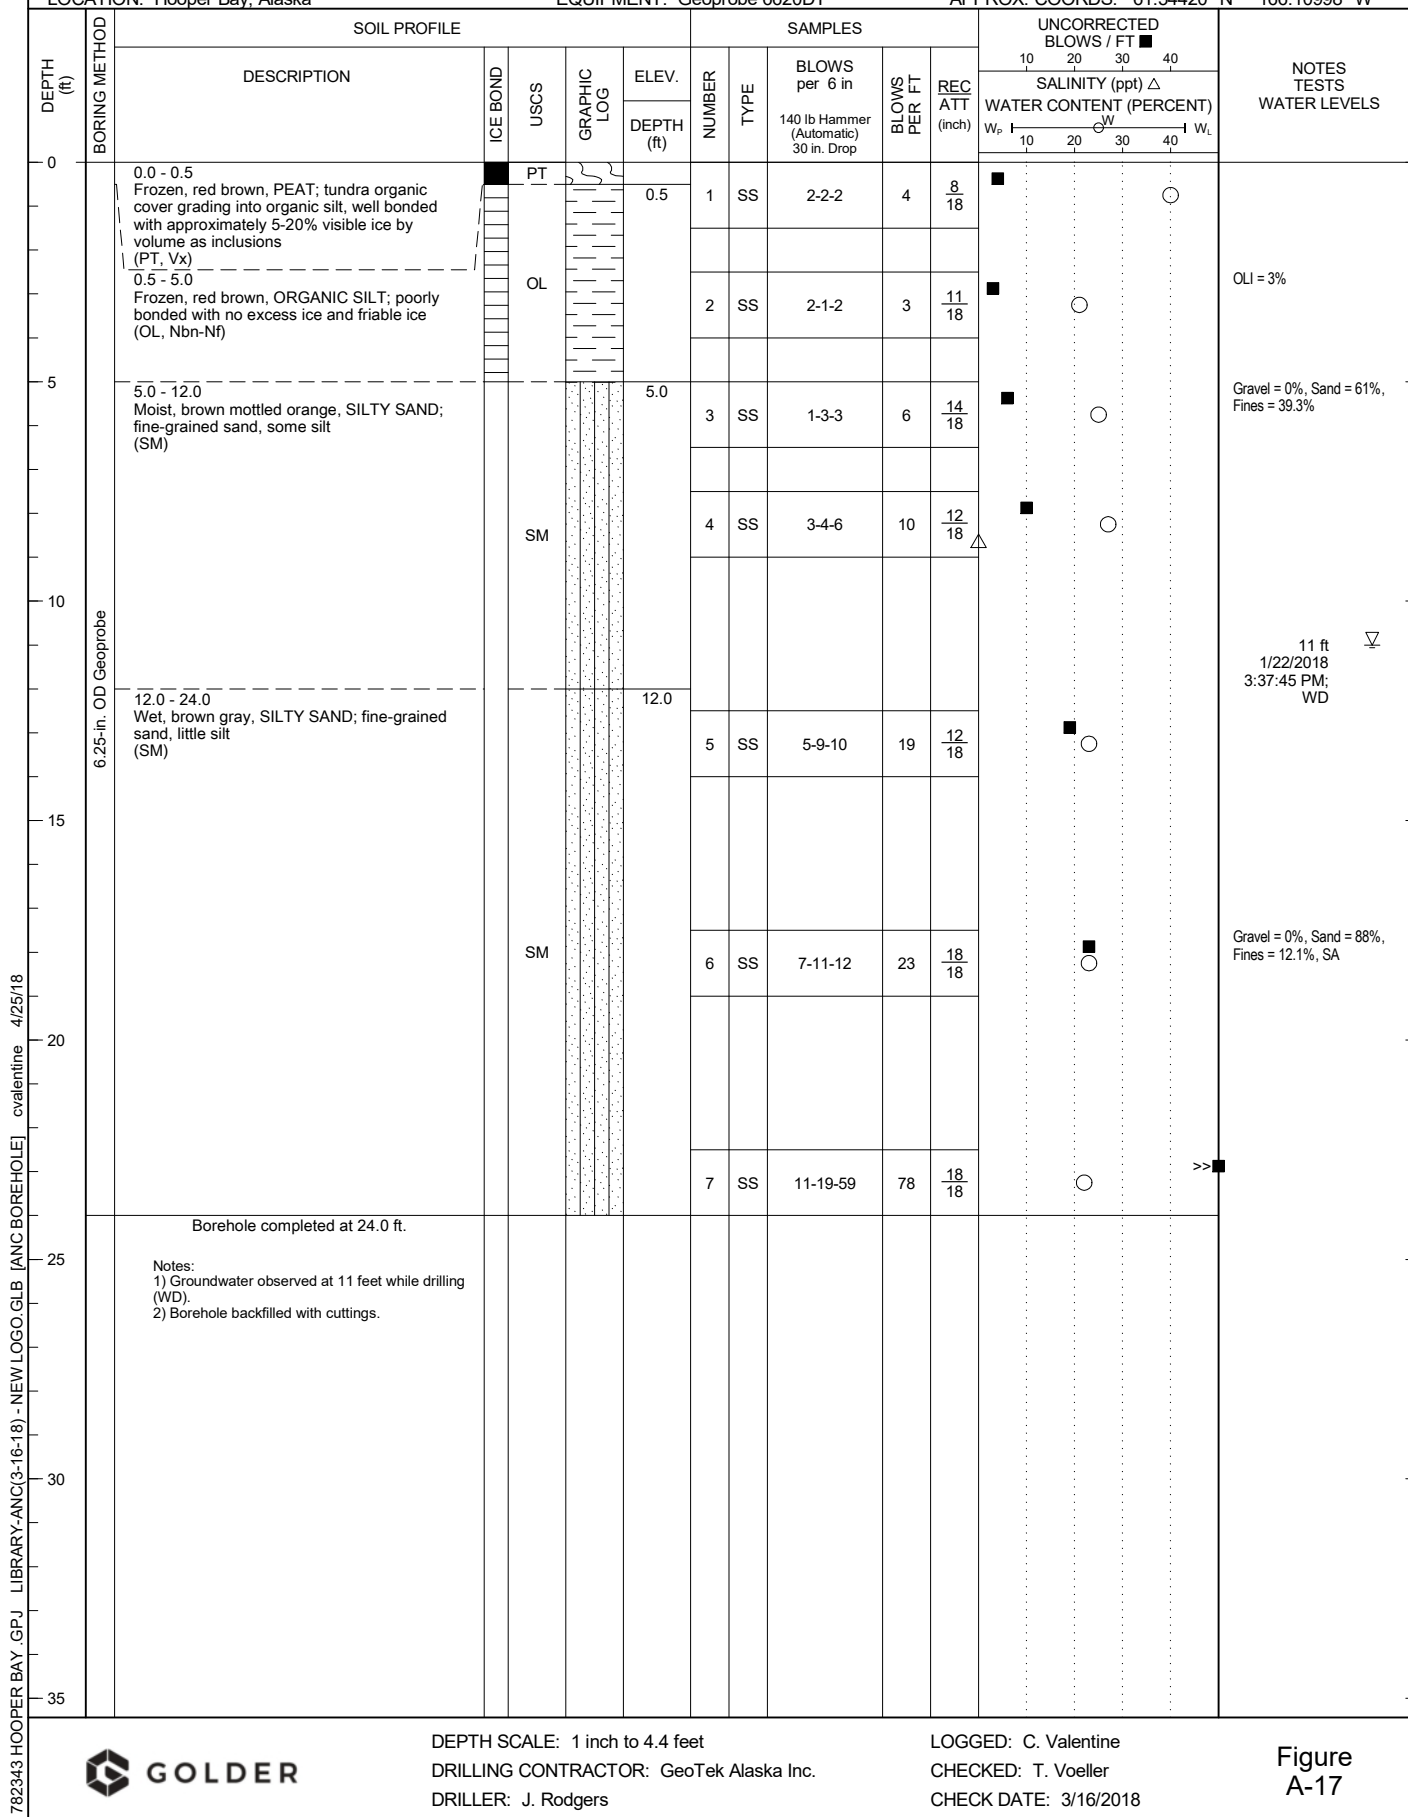 LOCATION: Hooper Bay, Alaska EQUIPMENT: Geoprobe 6620DT APPROX. COORDS:
DEPTH (ft)
BORING METHOD
SOIL PROFILE
SAMPLES
UNCORRECTED
BLOWS / FT ■
10 20 30 40
SALINITY (ppt) △
WATER CONTENT (PERCENT)
Wₚ W W_L
10 20 30 40
NOTES
TESTS
WATER LEVELS
DESCRIPTION
ICE BOND
USCS
GRAPHIC LOG
ELEV.
DEPTH
(ft)
NUMBER
TYPE
BLOWS
per 6 in
140 lb Hammer
(Automatic)
30 in. Drop
BLOWS PER FT
REC
ATT
(inch)
0
0.0 - 0.5
Frozen, red brown, PEAT; tundra organic
cover grading into organic silt, well bonded
with approximately 5-20% visible ice by
volume as inclusions
(PT, Vx)
PT
0.5
1 SS 2-2-2 4 8/18
0.5 - 5.0
Frozen, red brown, ORGANIC SILT; poorly
bonded with no excess ice and friable ice
(OL, Nbn-Nf)
OL
2 SS 2-1-2 3 11/18
OLI = 3%
5
5.0 - 12.0
Moist, brown mottled orange, SILTY SAND;
fine-grained sand, some silt
(SM)
5.0
3 SS 1-3-3 6 14/18
Gravel = 0%, Sand = 61%,
Fines = 39.3%
SM
4 SS 3-4-6 10 12/18
10
6.25-in. OD Geoprobe
11 ft
1/22/2018
3:37:45 PM;
WD
12.0 - 24.0
Wet, brown gray, SILTY SAND; fine-grained
sand, little silt
(SM)
12.0
5 SS 5-9-10 19 12/18
15
SM
6 SS 7-11-12 23 18/18
Gravel = 0%, Sand = 88%,
Fines = 12.1%, SA
20
7 SS 11-19-59 78 18/18
>>
Borehole completed at 24.0 ft.
25
Notes:
1) Groundwater observed at 11 feet while drilling
(WD).
2) Borehole backfilled with cuttings.
30
35
782343 HOOPER BAY .GPJ LIBRARY-ANC(3-16-18) - NEW LOGO.GLB [ANC BOREHOLE] cvalentine 4/25/18
GOLDER
DEPTH SCALE: 1 inch to 4.4 feet
DRILLING CONTRACTOR: GeoTek Alaska Inc.
DRILLER: J. Rodgers
LOGGED: C. Valentine
CHECKED: T. Voeller
CHECK DATE: 3/16/2018
Figure
A-17